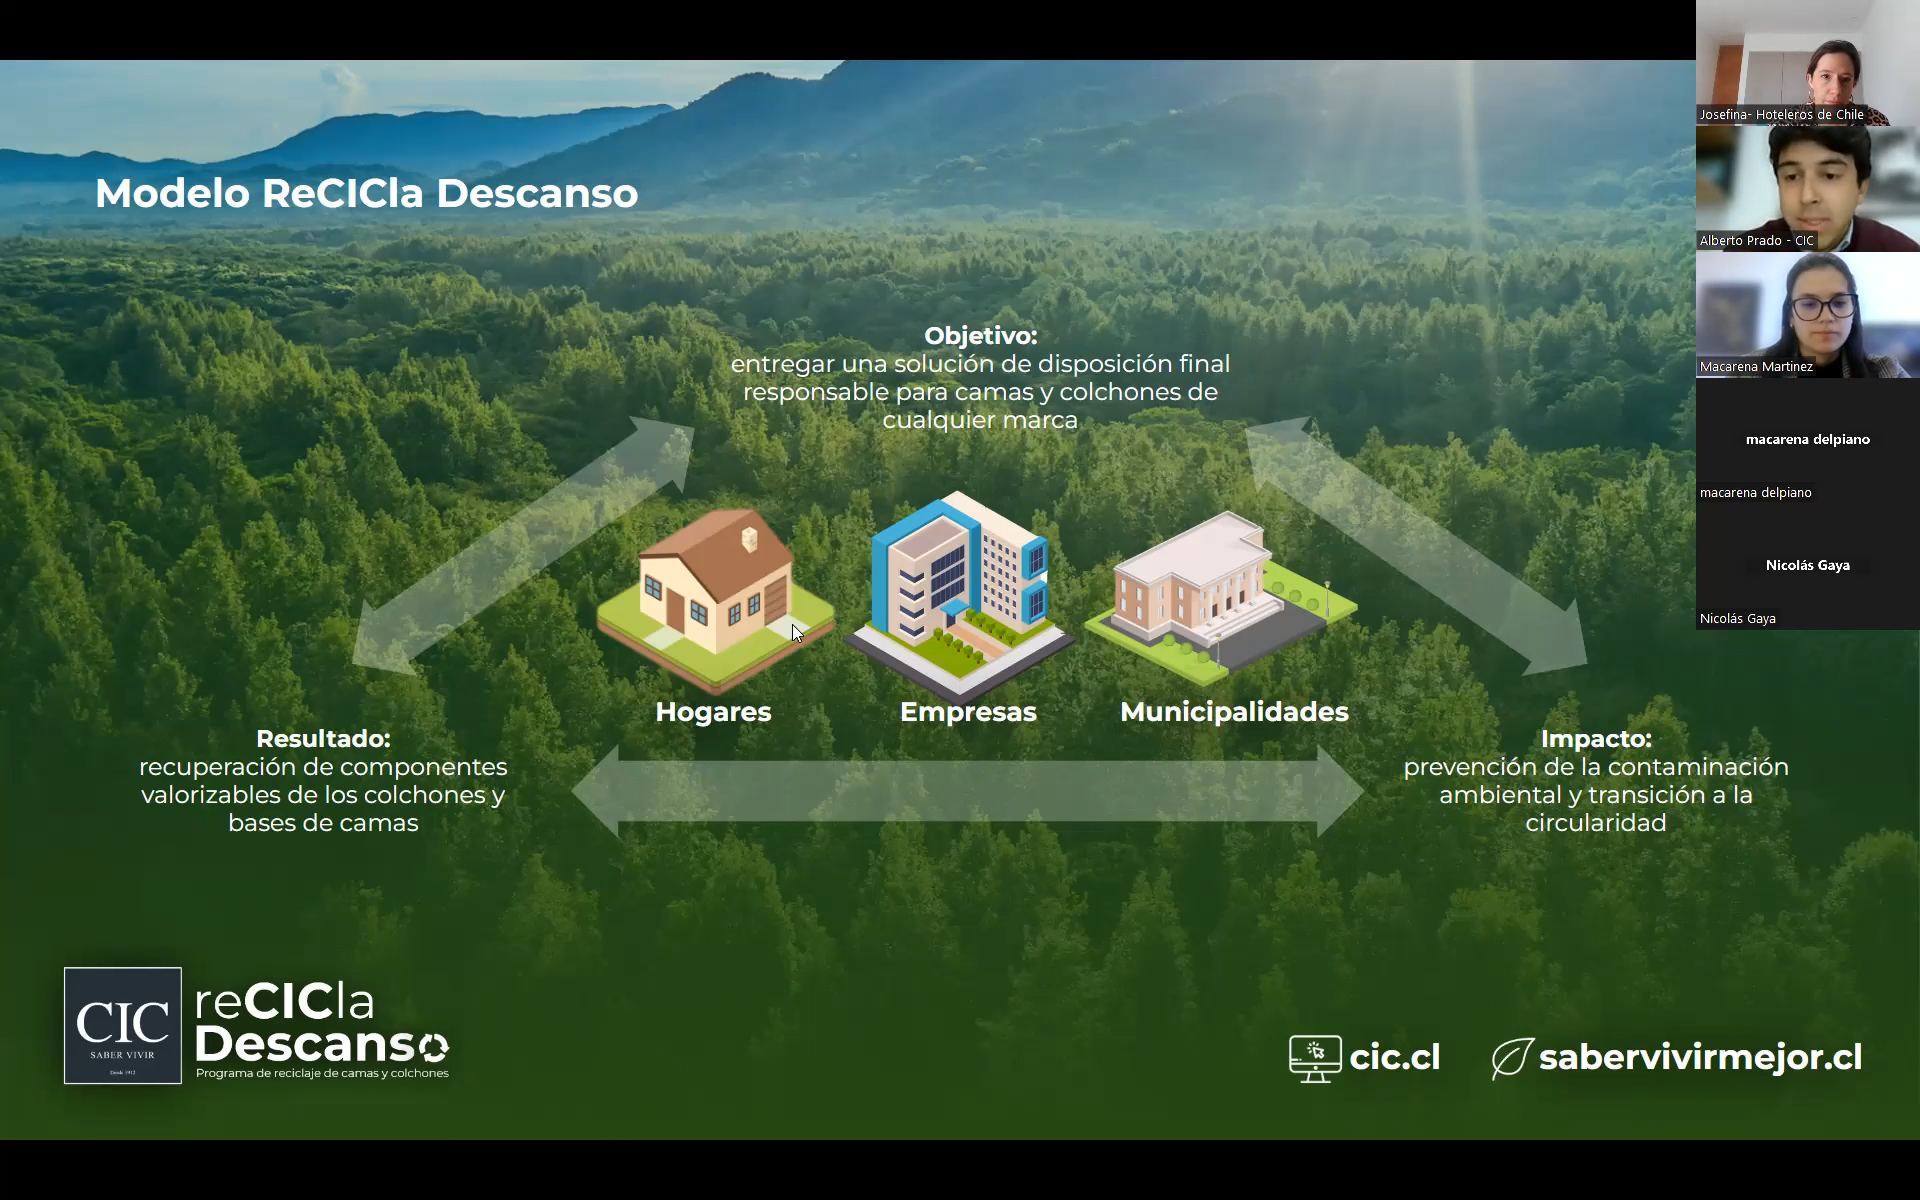 Modelo ReCICla Descanso
Objetivo:
entregar una solución de disposición final
responsable para camas y colchones de
cualquier marca
Hogares
Empresas
Municipalidades
Resultado:
recuperación de componentes
valorizables de los colchones y
bases de camas
Impacto:
prevención de la contaminación
ambiental y transición a la
circularidad
CIC
SABER VIVIR
Desde 1912
reCICla
Descanso
Programa de reciclaje de camas y colchones
cic.cl
sabervivirmejor.cl
Josefina- Hoteleros de Chile
Alberto Prado - CIC
Macarena Martinez
macarena delpiano
macarena delpiano
Nicolás Gaya
Nicolás Gaya